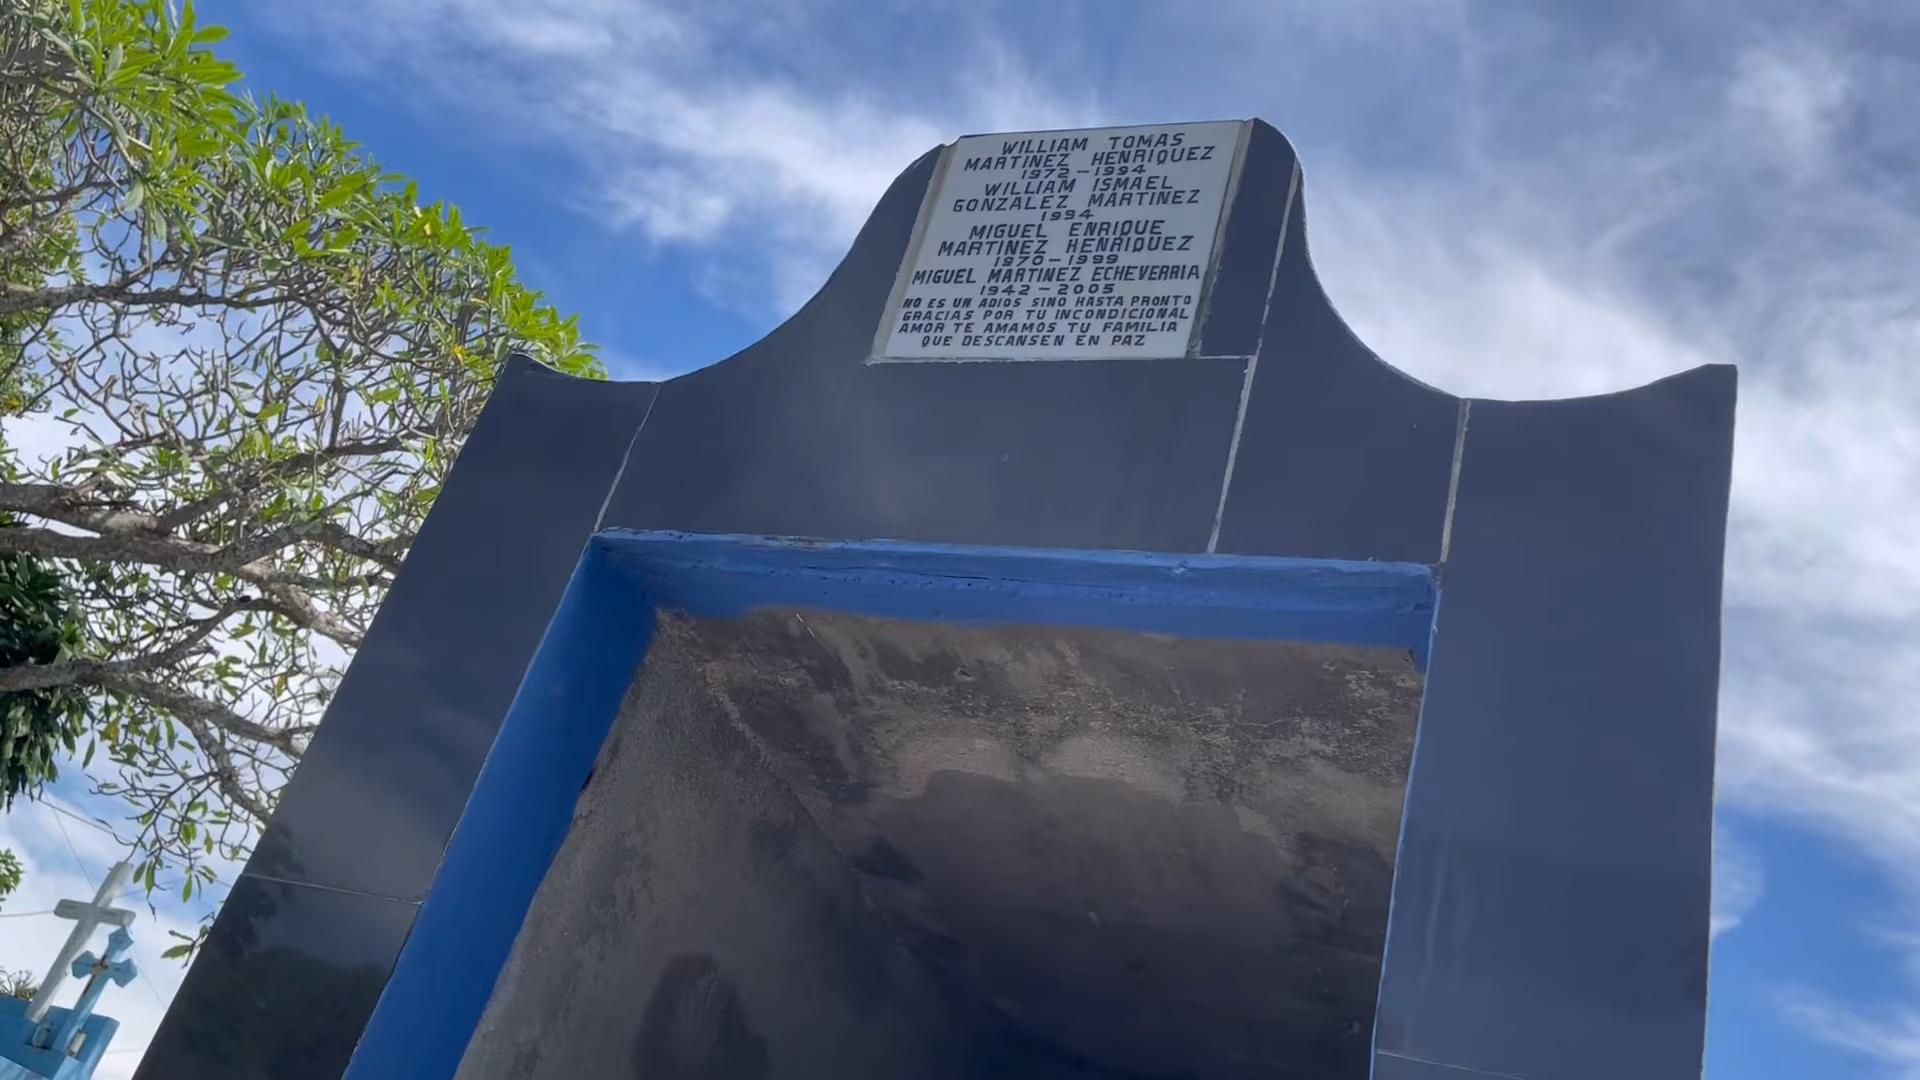 WILLIAM TOMAS
MARTINEZ HENRIQUEZ
1972-1994
WILLIAM ISMAEL
GONZALEZ MARTINEZ
1994
MIGUEL ENRIQUE
MARTINEZ HENRIQUEZ
1970-1999
MIGUEL MARTINEZ ECHEVERRIA
1942-2005
NO ES UN ADIOS SINO HASTA PRONTO
GRACIAS POR TU INCONDICIONAL
AMOR TE AMAMOS TU FAMILIA
QUE DESCANSEN EN PAZ